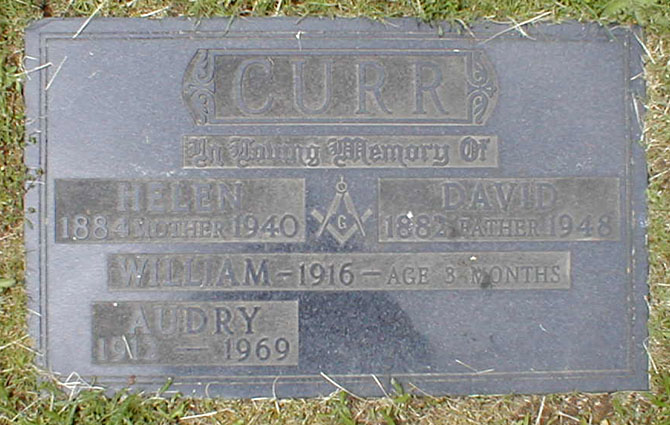 CURR
In Loving Memory Of
HELEN
1884 MOTHER 1940
G
DAVID
1882 FATHER 1948
WILLIAM – 1916 – AGE 3 MONTHS
AUDRY
— 1969